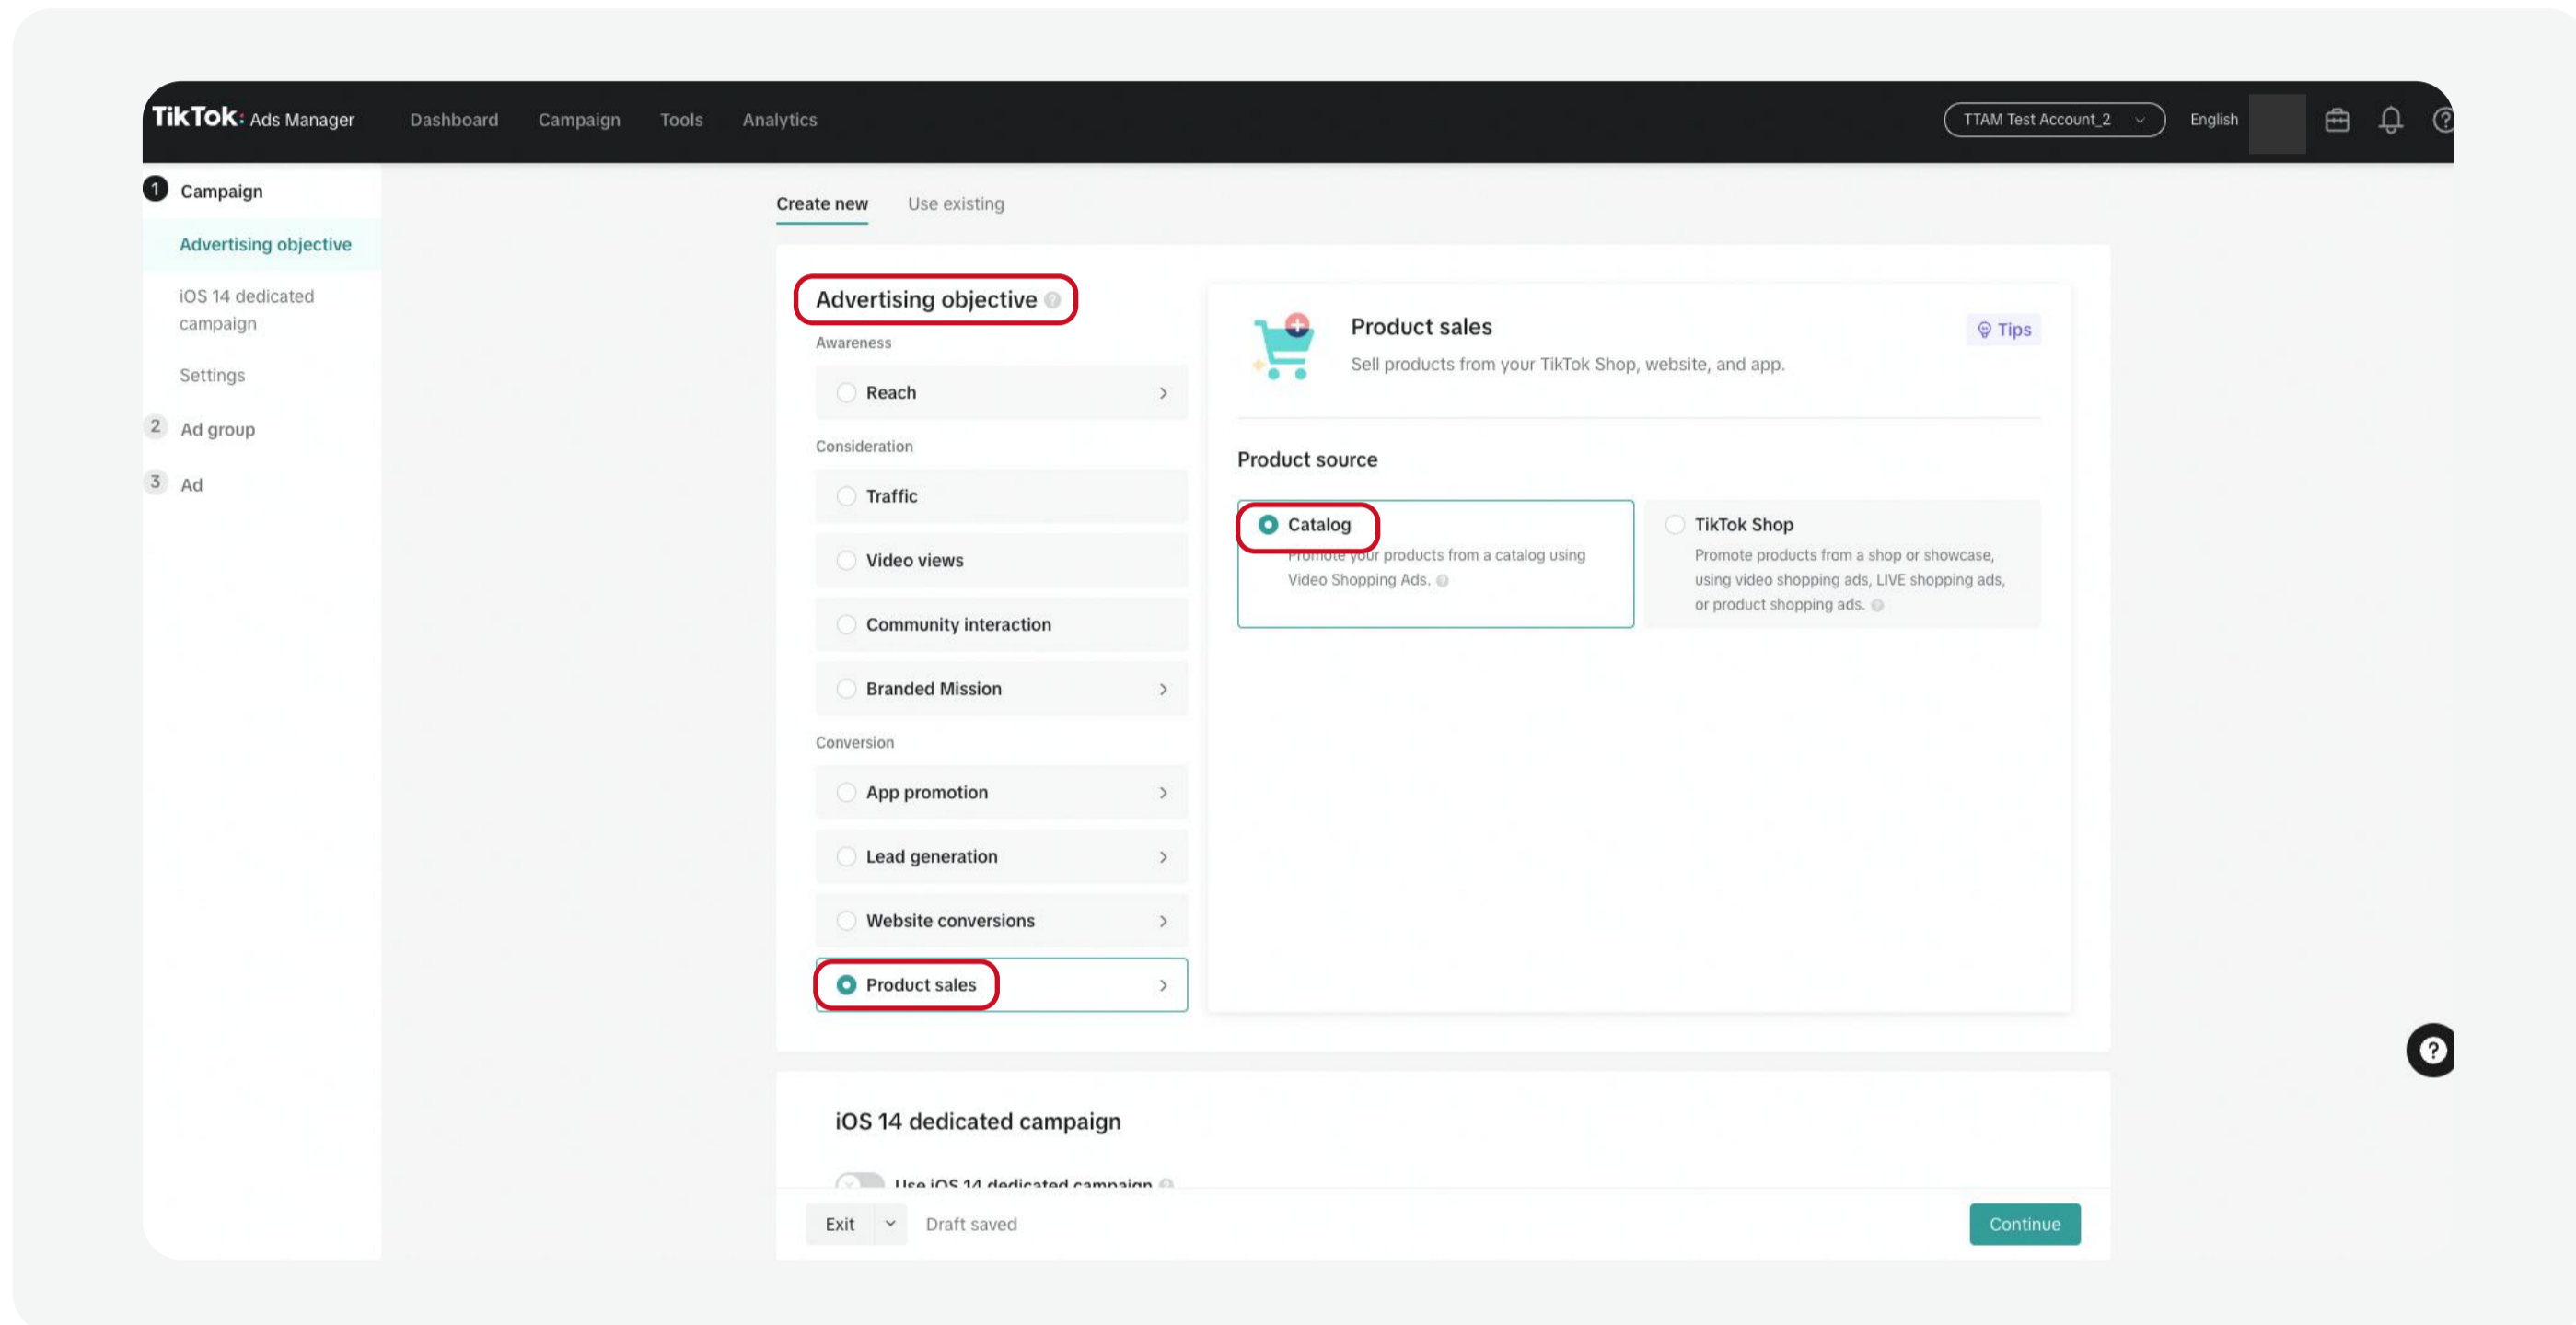 TikTok: Ads Manager
Dashboard
Campaign
Tools
Analytics
TTAM Test Account_2
English
1 Campaign
Advertising objective
iOS 14 dedicated
campaign
Settings
2 Ad group
3 Ad
Create new
Use existing
Advertising objective
Awareness
Reach
Consideration
Traffic
Video views
Community interaction
Branded Mission
Conversion
App promotion
Lead generation
Website conversions
Product sales
Product sales
Tips
Sell products from your TikTok Shop, website, and app.
Product source
Catalog
Promote your products from a catalog using
Video Shopping Ads.
TikTok Shop
Promote products from a shop or showcase,
using video shopping ads, LIVE shopping ads,
or product shopping ads.
iOS 14 dedicated campaign
Use iOS 14 dedicated campaign
Exit
Draft saved
Continue